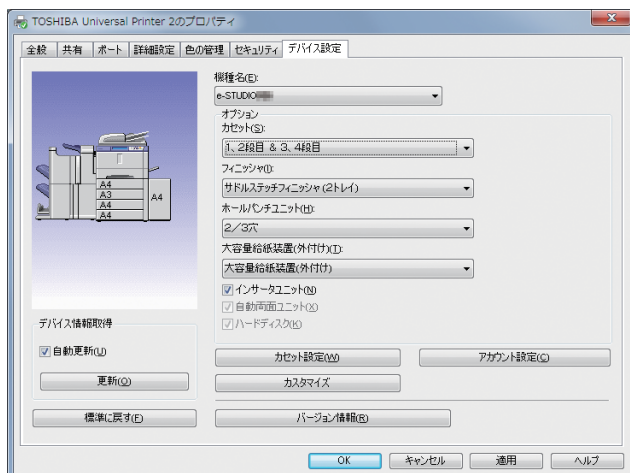 TOSHIBA Universal Printer 2のプロパティ
全般 共有 ポート 詳細設定 色の管理 セキュリティ デバイス設定
機種名(E):
e-STUDIO
オプション
カセット(S):
1、2段目 & 3、4段目
フィニッシャ(I):
サドルステッチフィニッシャ(2トレイ)
ホールパンチユニット(H):
2/3穴
大容量給紙装置(外付け)(T):
大容量給紙装置(外付け)
インサータユニット(N)
自動両面ユニット(X)
ハードディスク(K)
A4
A3
A4
A4
A4
デバイス情報取得
自動更新(U)
更新(O)
カセット設定(W) アカウント設定(C)
カスタマイズ
標準に戻す(F) バージョン情報(R)
OK キャンセル 適用 ヘルプ